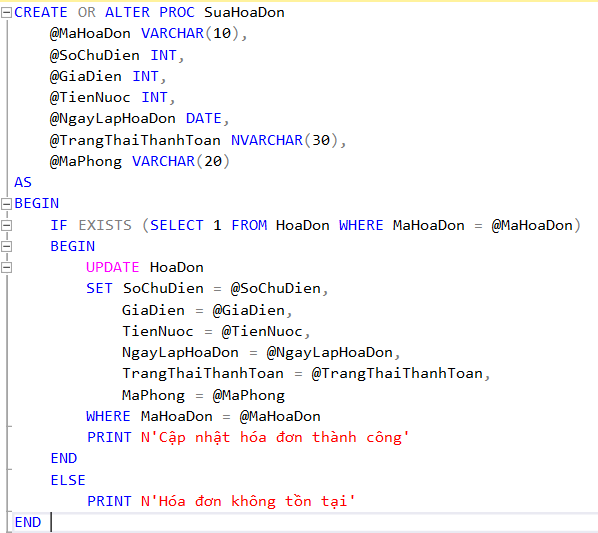 CREATE OR ALTER PROC SuaHoaDon
    @MaHoaDon VARCHAR(10),
    @SoChuDien INT,
    @GiaDien INT,
    @TienNuoc INT,
    @NgayLapHoaDon DATE,
    @TrangThaiThanhToan NVARCHAR(30),
    @MaPhong VARCHAR(20)
AS
BEGIN
    IF EXISTS (SELECT 1 FROM HoaDon WHERE MaHoaDon = @MaHoaDon)
    BEGIN
        UPDATE HoaDon
        SET SoChuDien = @SoChuDien,
            GiaDien = @GiaDien,
            TienNuoc = @TienNuoc,
            NgayLapHoaDon = @NgayLapHoaDon,
            TrangThaiThanhToan = @TrangThaiThanhToan,
            MaPhong = @MaPhong
        WHERE MaHoaDon = @MaHoaDon
        PRINT N'Cập nhật hóa đơn thành công'
    END
    ELSE
        PRINT N'Hóa đơn không tồn tại'
END